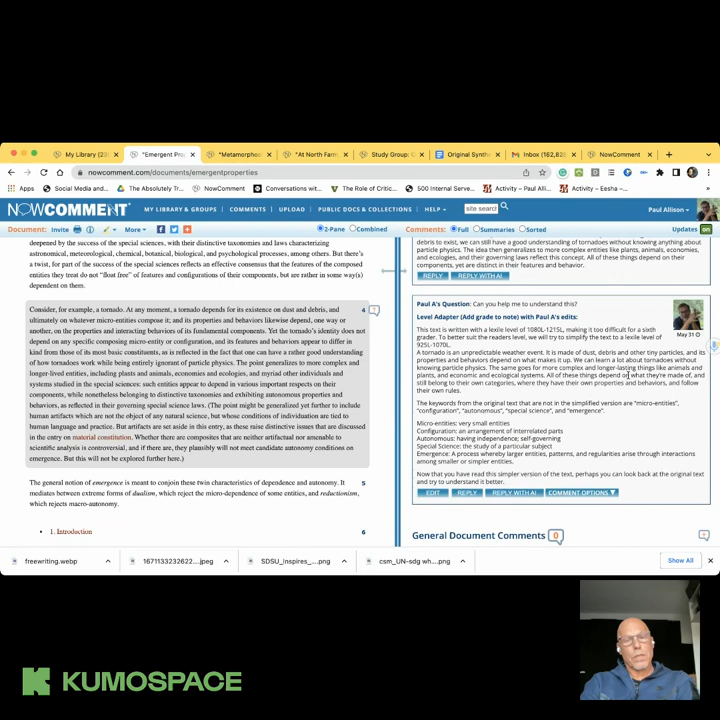 My Library (23
"Emergent Pro
"Metamorphos
"At North Farm
Study Group: C
Original Synthe
Inbox (162,828
NowComment
nowcomment.com/documents/emergentproperties
Apps
Social Media and...
The Absolutely Tr...
NowComment
Conversations wit...
The Role of Critic...
500 Internal Serve...
Activity – Paul Alli...
Activity – Eesha –...
NOWCOMMENT
MY LIBRARY & GROUPS
COMMENTS
UPLOAD
PUBLIC DOCS & COLLECTIONS
HELP
site search
Paul Allison
Document: Invite
More
2-Pane
Combined
Comments: Full
Summaries
Sorted
Updates on
deepened by the success of the special sciences, with their distinctive taxonomies and laws characterizing
astronomical, meteorological, chemical, botanical, biological, and psychological processes, among others. But there's
a twist, for part of the success of the special sciences reflects an effective consensus that the features of the composed
entities they treat do not "float free" of features and configurations of their components, but are rather in some way(s)
dependent on them.
Consider, for example, a tornado. At any moment, a tornado depends for its existence on dust and debris, and
ultimately on whatever micro-entities compose it; and its properties and behaviors likewise depend, one way or
another, on the properties and interacting behaviors of its fundamental components. Yet the tornado's identity does not
depend on any specific composing micro-entity or configuration, and its features and behaviors appear to differ in
kind from those of its most basic constituents, as is reflected in the fact that one can have a rather good understanding
of how tornadoes work while being entirely ignorant of particle physics. The point generalizes to more complex and
longer-lived entities, including plants and animals, economies and ecologies, and myriad other individuals and
systems studied in the special sciences: such entities appear to depend in various important respects on their
components, while nonetheless belonging to distinctive taxonomies and exhibiting autonomous properties and
behaviors, as reflected in their governing special science laws. (The point might be generalized yet further to include
human artifacts which are not the object of any natural science, but whose conditions of individuation are tied to
human language and practice. But artifacts are set aside in this entry, as these raise distinctive issues that are discussed
in the entry on material constitution. Whether there are composites that are neither artifactual nor amenable to
scientific analysis is controversial, and if there are, they plausibly will not meet candidate autonomy conditions on
emergence. But this will not be explored further here.)
4
The general notion of emergence is meant to conjoin these twin characteristics of dependence and autonomy. It
mediates between extreme forms of dualism, which reject the micro-dependence of some entities, and reductionism,
which rejects macro-autonomy.
5
• 1. Introduction
6
debris to exist, we can still have a good understanding of tornadoes without knowing anything about
particle physics. The idea then generalizes to more complex entities like plants, animals, economies,
and ecologies, and their governing laws reflect this concept. All of these things depend on their
components, yet are distinct in their features and behavior.
REPLY
REPLY WITH AI
Paul A's Question: Can you help me to understand this?
Level Adapter (Add grade to note) with Paul A's edits:
May 31
This text is written with a lexile level of 1080L-1215L, making it too difficult for a sixth
grader. To better suit the readers level, we will try to simplify the text to a lexile level of
925L-1070L.
A tornado is an unpredictable weather event. It is made of dust, debris and other tiny particles, and its
properties and behaviors depend on what makes it up. We can learn a lot about tornadoes without
knowing particle physics. The same goes for more complex and longer-lasting things like animals and
plants, and economic and ecological systems. All of these things depend on what they're made of, and
still belong to their own categories, where they have their own properties and behaviors, and follow
their own rules.
The keywords from the original text that are not in the simplified version are "micro-entities",
"configuration", "autonomous", "special science", and "emergence".
Micro-entities: very small entities
Configuration: an arrangement of interrelated parts
Autonomous: having independence; self-governing
Special Science: the study of a particular subject
Emergence: A process whereby larger entities, patterns, and regularities arise through interactions
among smaller or simpler entities.
Now that you have read this simpler version of the text, perhaps you can look back at the original text
and try to understand it better.
EDIT
REPLY
REPLY WITH AI
COMMENT OPTIONS
General Document Comments 0
freewriting.webp
1671133232622....jpeg
SDSU_inspires_....png
csm_UN-sdg wh....png
Show All
KUMOSPACE